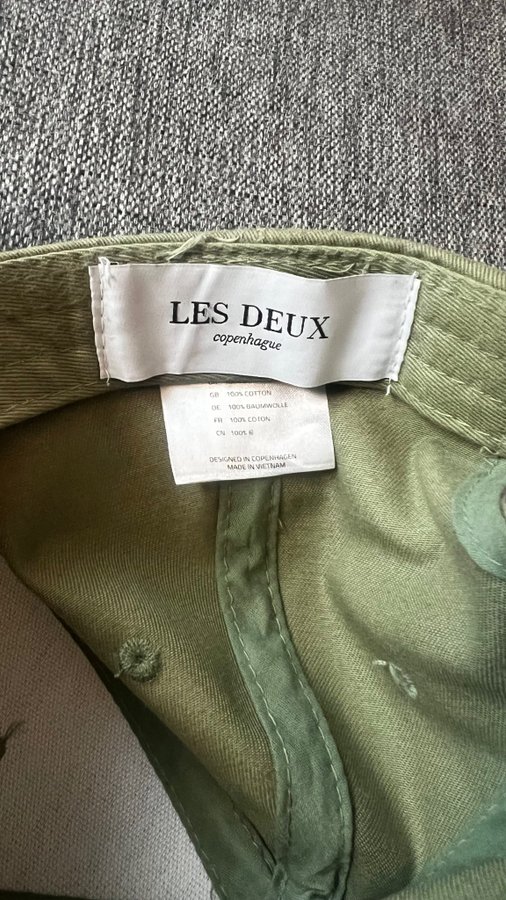 LES DEUX
copenhague
GB 100% COTTON
DE 100% BAUMWOLLE
FR 100% COTON
CN 100%
DESIGNED IN COPENHAGEN
MADE IN VIETNAM